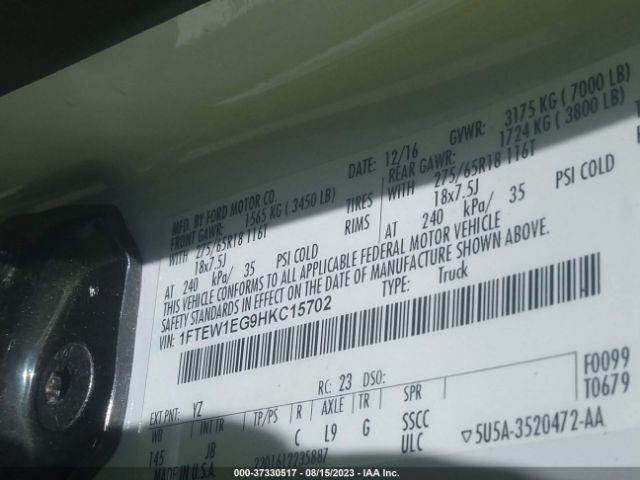 MFD. BY FORD MOTOR CO.
DATE: 12/16 GVWR: 3175 KG ( 7000 LB)
FRONT GAWR: 1565 KG ( 3450 LB) REAR GAWR: 1724 KG ( 3800 LB)
WITH 275/65R18 116T TIRES WITH 275/65R18 116T
18x7.5J RIMS 18x7.5J
AT 240 kPa/ 35 PSI COLD AT 240 kPa/ 35 PSI COLD
THIS VEHICLE CONFORMS TO ALL APPLICABLE FEDERAL MOTOR VEHICLE
SAFETY STANDARDS IN EFFECT ON THE DATE OF MANUFACTURE SHOWN ABOVE.
VIN: 1FTEW1EG9HKC15702 TYPE: Truck
F0099
T0679
EXT PNT: YZ RC: 23 DSO:
WB INT TR TP/PS R AXLE TR SPR
145 JB C L9 G SSCC
ULC ▽5U5A-3520472-AA
MADE IN U.S.A. 2201612235887
000-37330517 - 08/15/2023 - IAA Inc.